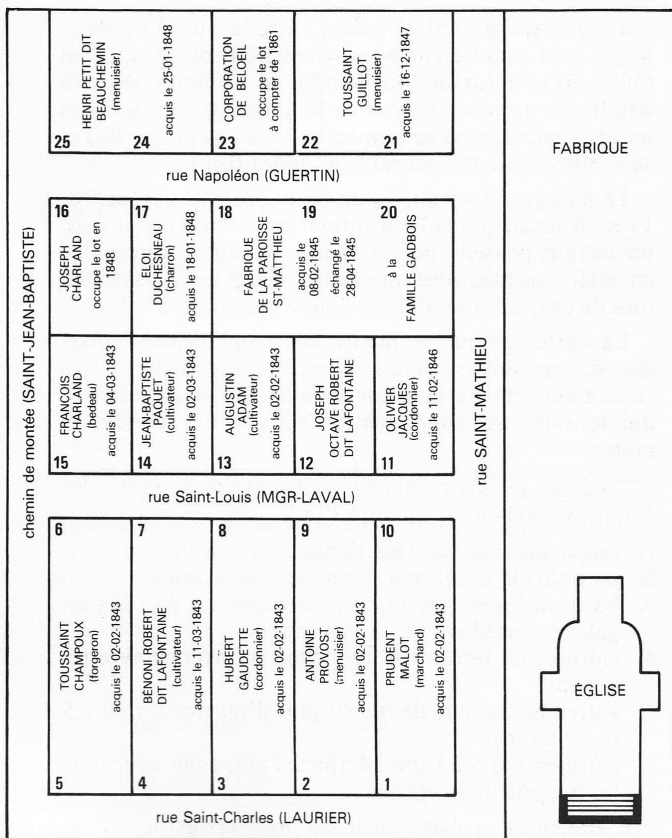 HENRI PETIT DIT
BEAUCHEMIN
(menuisier)
25
24
acquis le 25-01-1848
CORPORATION
DE BELOEIL
occupe le lot
à compter de 1861
23
22
TOUSSAINT
GUILLOT
(menuisier)
acquis le 16-12-1847
21
FABRIQUE
rue Napoléon (GUERTIN)
chemin de montée (SAINT-JEAN-BAPTISTE)
16
JOSEPH
CHARLAND
occupe le lot en
1848
17
ELOI
DUCHESNEAU
(charron)
acquis le 18-01-1848
18
FABRIQUE
DE LA PAROISSE
ST-MATTHIEU
19
acquis le
08-02-1845
échangé le
28-04-1845
20
à la
FAMILLE GADBOIS
FRANÇOIS
CHARLAND
(bedeau)
acquis le 04-03-1843
15
JEAN-BAPTISTE
PAQUET
(cultivateur)
acquis le 02-03-1843
14
AUGUSTIN
ADAM
(cultivateur)
acquis le 02-02-1843
13
JOSEPH
OCTAVE ROBERT
DIT LAFONTAINE
12
OLIVIER
JACQUES
(cordonnier)
acquis le 11-02-1846
11
rue SAINT-MATHIEU
rue Saint-Louis (MGR-LAVAL)
6
7
8
9
10
TOUSSAINT
CHAMPOUX
(forgeron)
acquis le 02-02-1843
BÉNONI ROBERT
DIT LAFONTAINE
(cultivateur)
acquis le 11-03-1843
HUBERT
GAUDETTE
(cordonnier)
acquis le 02-02-1843
ANTOINE
PROVOST
(menuisier)
acquis le 02-02-1843
PRUDENT
MALOT
(marchand)
acquis le 02-02-1843
5
4
3
2
1
ÉGLISE
rue Saint-Charles (LAURIER)